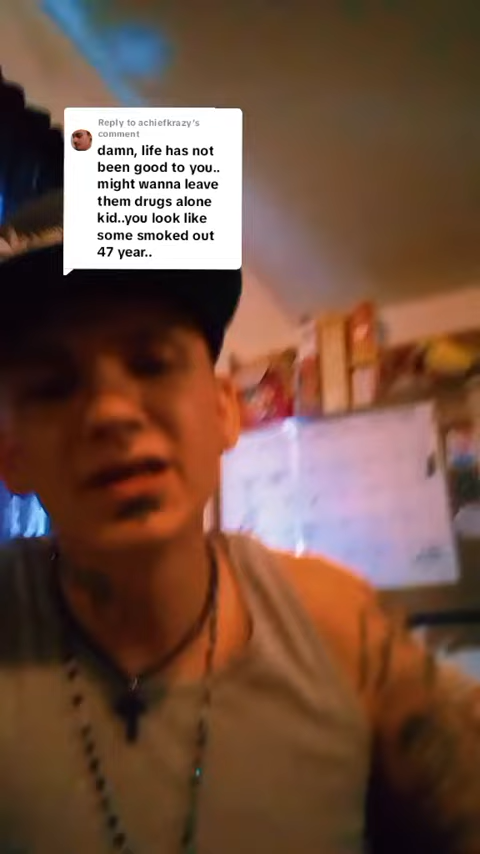 Reply to achiefkrazy's
comment
damn, life has not
been good to you..
might wanna leave
them drugs alone
kid..you look like
some smoked out
47 year..